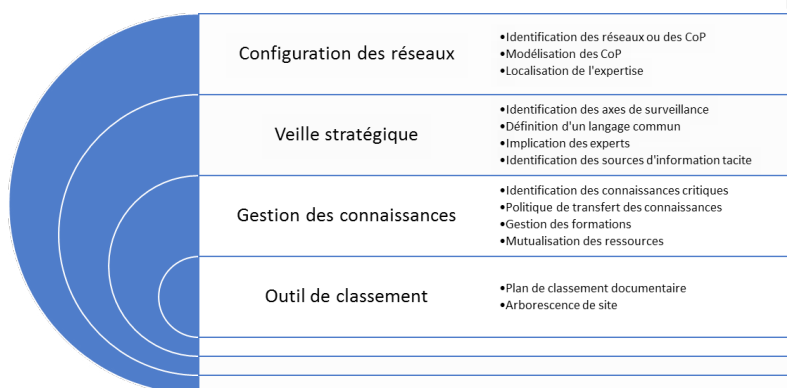 Configuration des réseaux
•Identification des réseaux ou des CoP
•Modélisation des CoP
•Localisation de l'expertise
Veille stratégique
•Identification des axes de surveillance
•Définition d'un langage commun
•Implication des experts
•Identification des sources d'information tacite
Gestion des connaissances
•Identification des connaissances critiques
•Politique de transfert des connaissances
•Gestion des formations
•Mutualisation des ressources
Outil de classement
•Plan de classement documentaire
•Arborescence de site